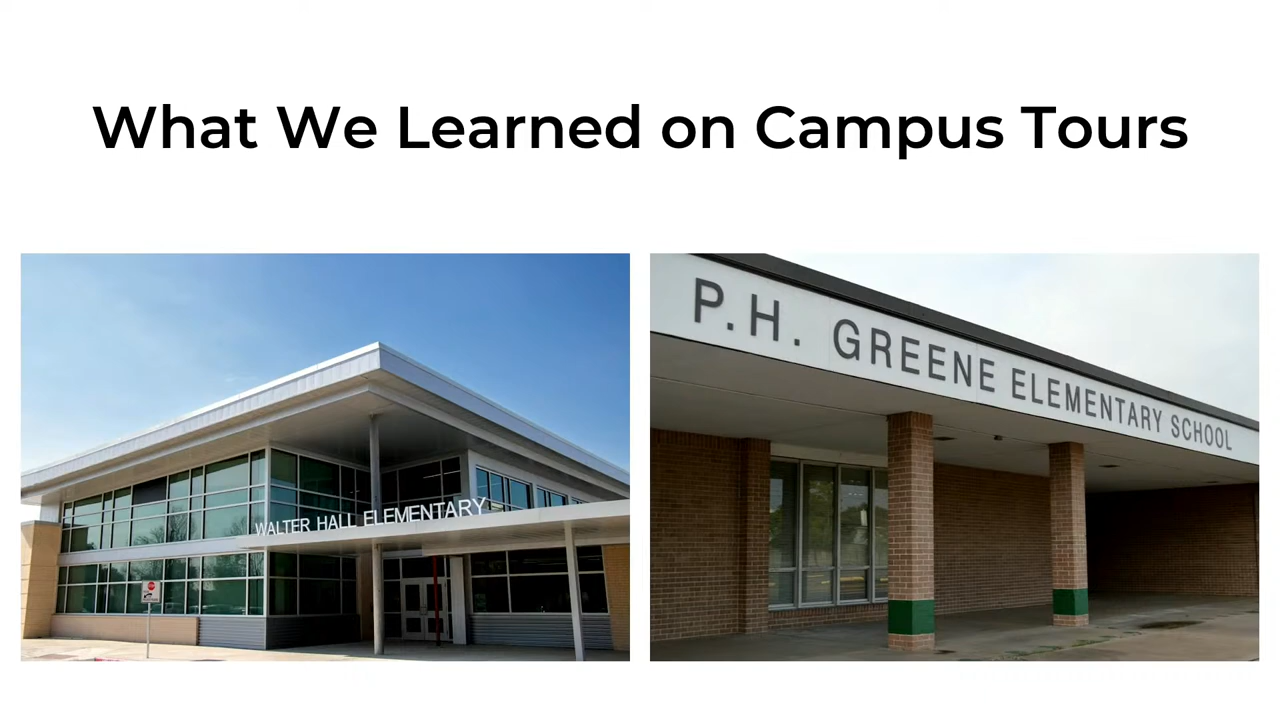 What We Learned on Campus Tours
WALTER HALL ELEMENTARY
P.H. GREENE ELEMENTARY SCHOOL